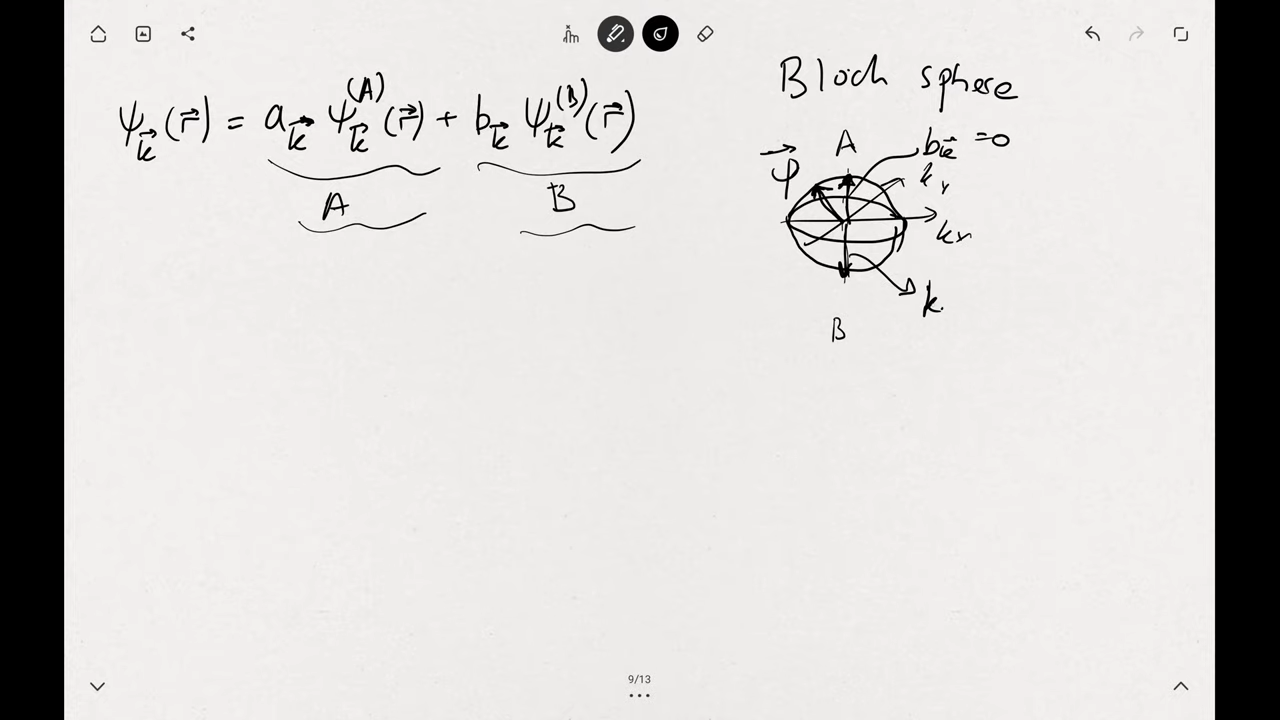 Bloch sphere
ψ_k⃗(r⃗) = a_k⃗ ψ_k⃗^(A)(r⃗) + b_k⃗ ψ_k⃗^(B)(r⃗)
A B
A
b_k⃗ = 0
ψ⃗
k_y
k_x
k.
B
9/13